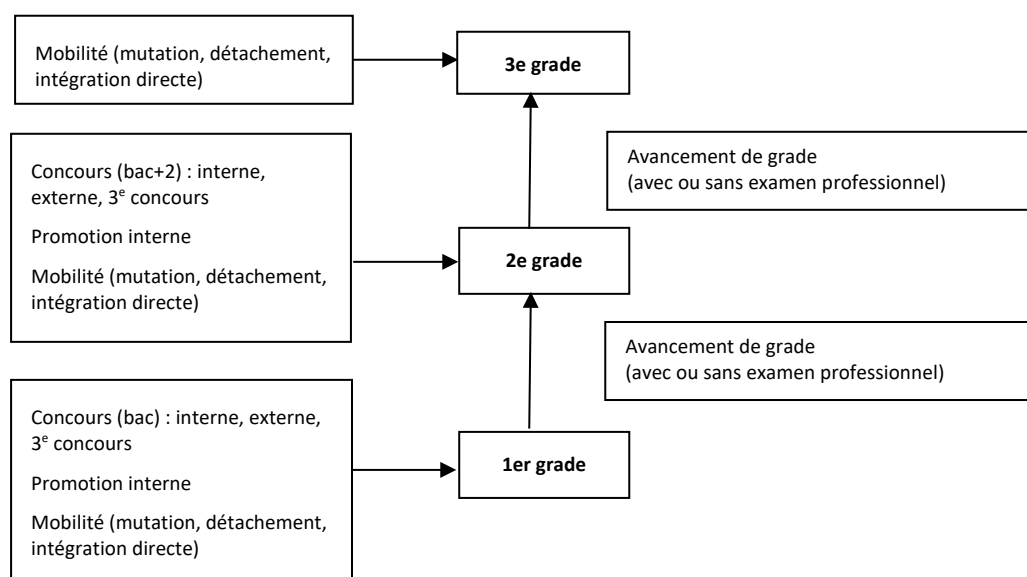 Mobilité (mutation, détachement,
intégration directe)
3e grade
Avancement de grade
(avec ou sans examen professionnel)
Concours (bac+2) : interne,
externe, 3e concours
Promotion interne
Mobilité (mutation, détachement,
intégration directe)
2e grade
Avancement de grade
(avec ou sans examen professionnel)
Concours (bac) : interne, externe,
3e concours
Promotion interne
Mobilité (mutation, détachement,
intégration directe)
1er grade